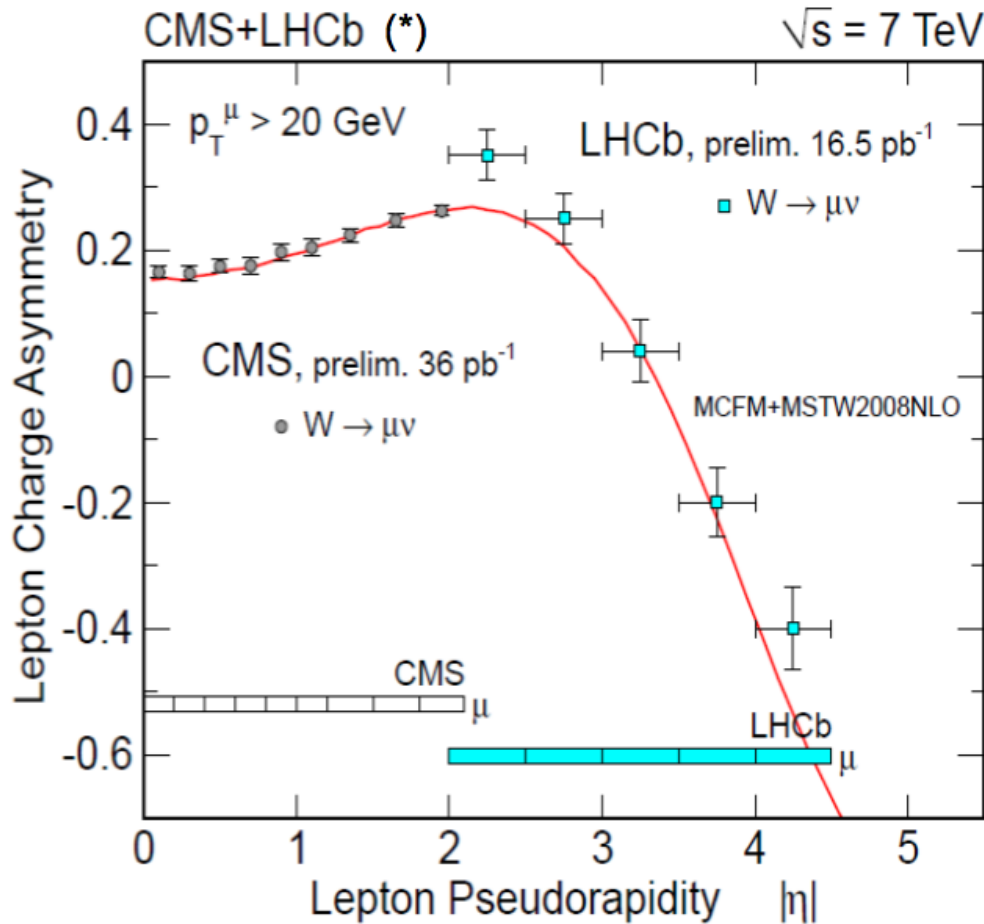 CMS+LHCb (*) √s = 7 TeV
p_T^μ > 20 GeV
LHCb, prelim. 16.5 pb⁻¹
W → μν
CMS, prelim. 36 pb⁻¹
W → μν
MCFM+MSTW2008NLO
CMS
μ
LHCb
μ
0.4
0.2
0
-0.2
-0.4
-0.6
Lepton Charge Asymmetry
0 1 2 3 4 5
Lepton Pseudorapidity |η|